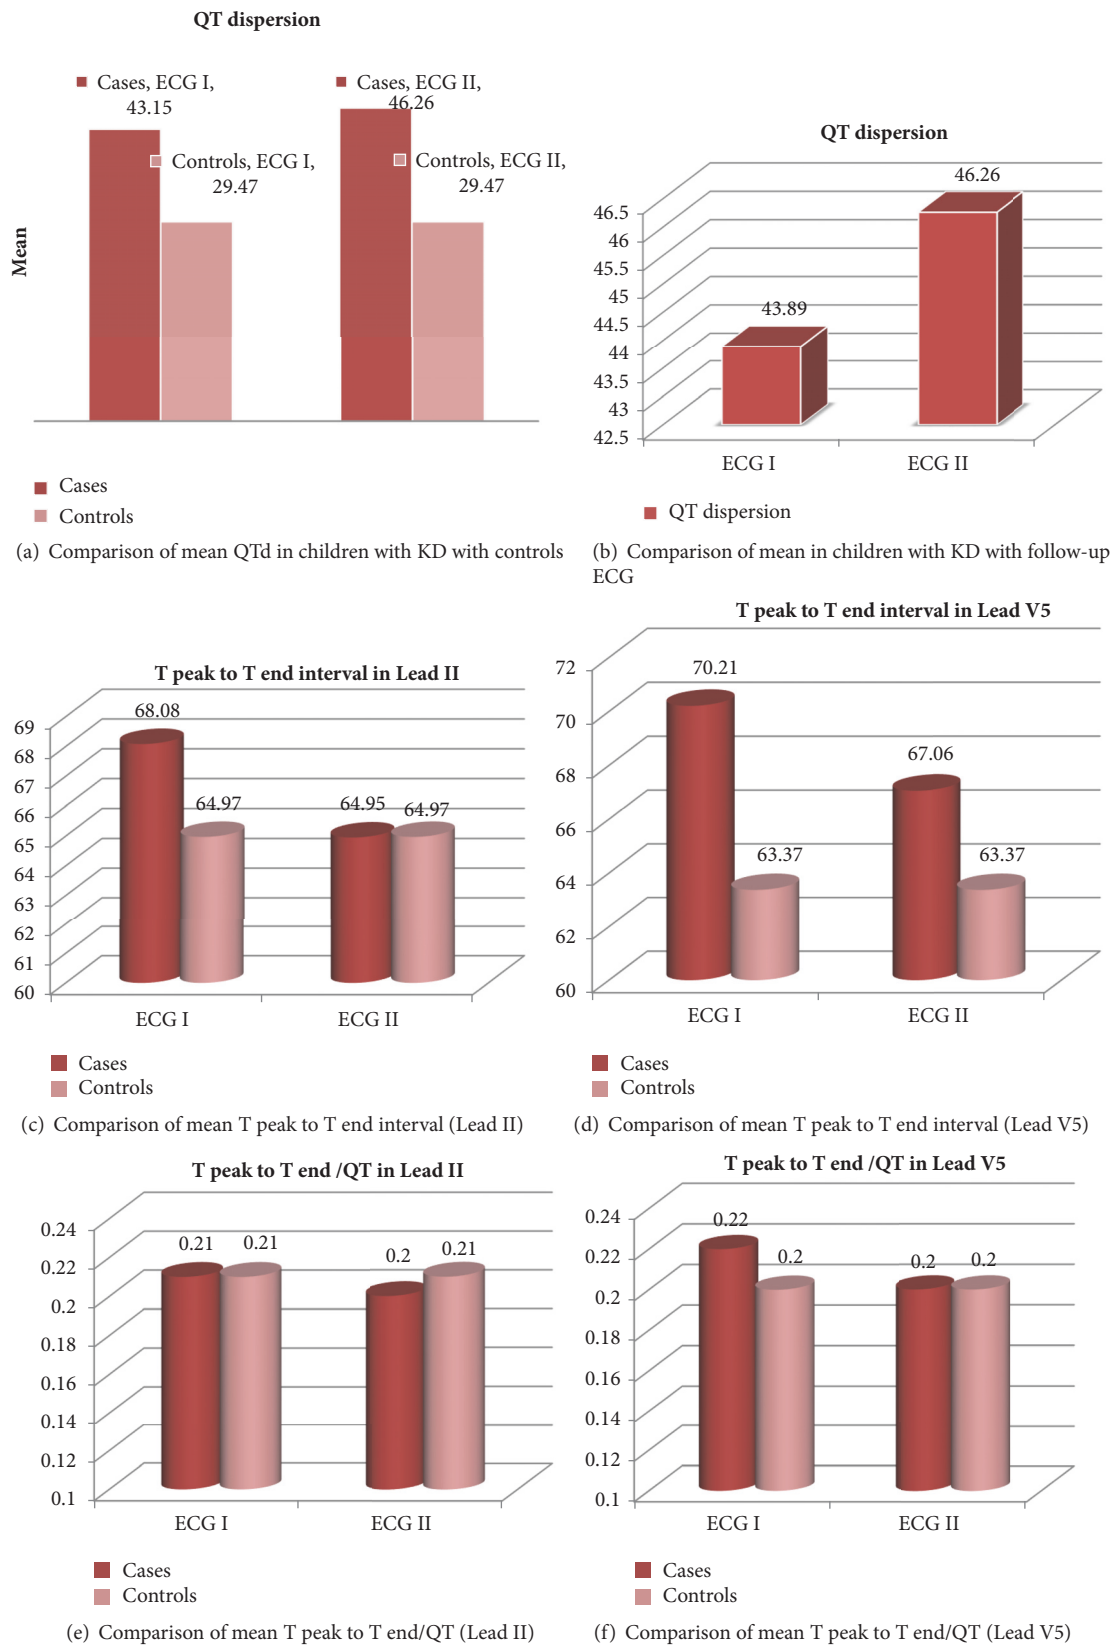 QT dispersion
Cases, ECG I,
43.15
Cases, ECG II,
46.26
Controls, ECG I,
29.47
Controls, ECG II,
29.47
Mean
Cases
Controls
(a) Comparison of mean QTd in children with KD with controls
QT dispersion
46.5
46
45.5
45
44.5
44
43.5
43
42.5
43.89
46.26
ECG I
ECG II
QT dispersion
(b) Comparison of mean in children with KD with follow-up
ECG
T peak to T end interval in Lead II
69
68
67
66
65
64
63
62
61
60
68.08
64.97
64.95
64.97
ECG I
ECG II
Cases
Controls
(c) Comparison of mean T peak to T end interval (Lead II)
T peak to T end interval in Lead V5
72
70
68
66
64
62
60
70.21
63.37
67.06
63.37
ECG I
ECG II
Cases
Controls
(d) Comparison of mean T peak to T end interval (Lead V5)
T peak to T end /QT in Lead II
0.24
0.22
0.2
0.18
0.16
0.14
0.12
0.1
0.21
0.21
0.2
0.21
ECG I
ECG II
Cases
Controls
(e) Comparison of mean T peak to T end/QT (Lead II)
T peak to T end /QT in Lead V5
0.24
0.22
0.2
0.18
0.16
0.14
0.12
0.1
0.22
0.2
0.2
0.2
ECG I
ECG II
Cases
Controls
(f) Comparison of mean T peak to T end/QT (Lead V5)